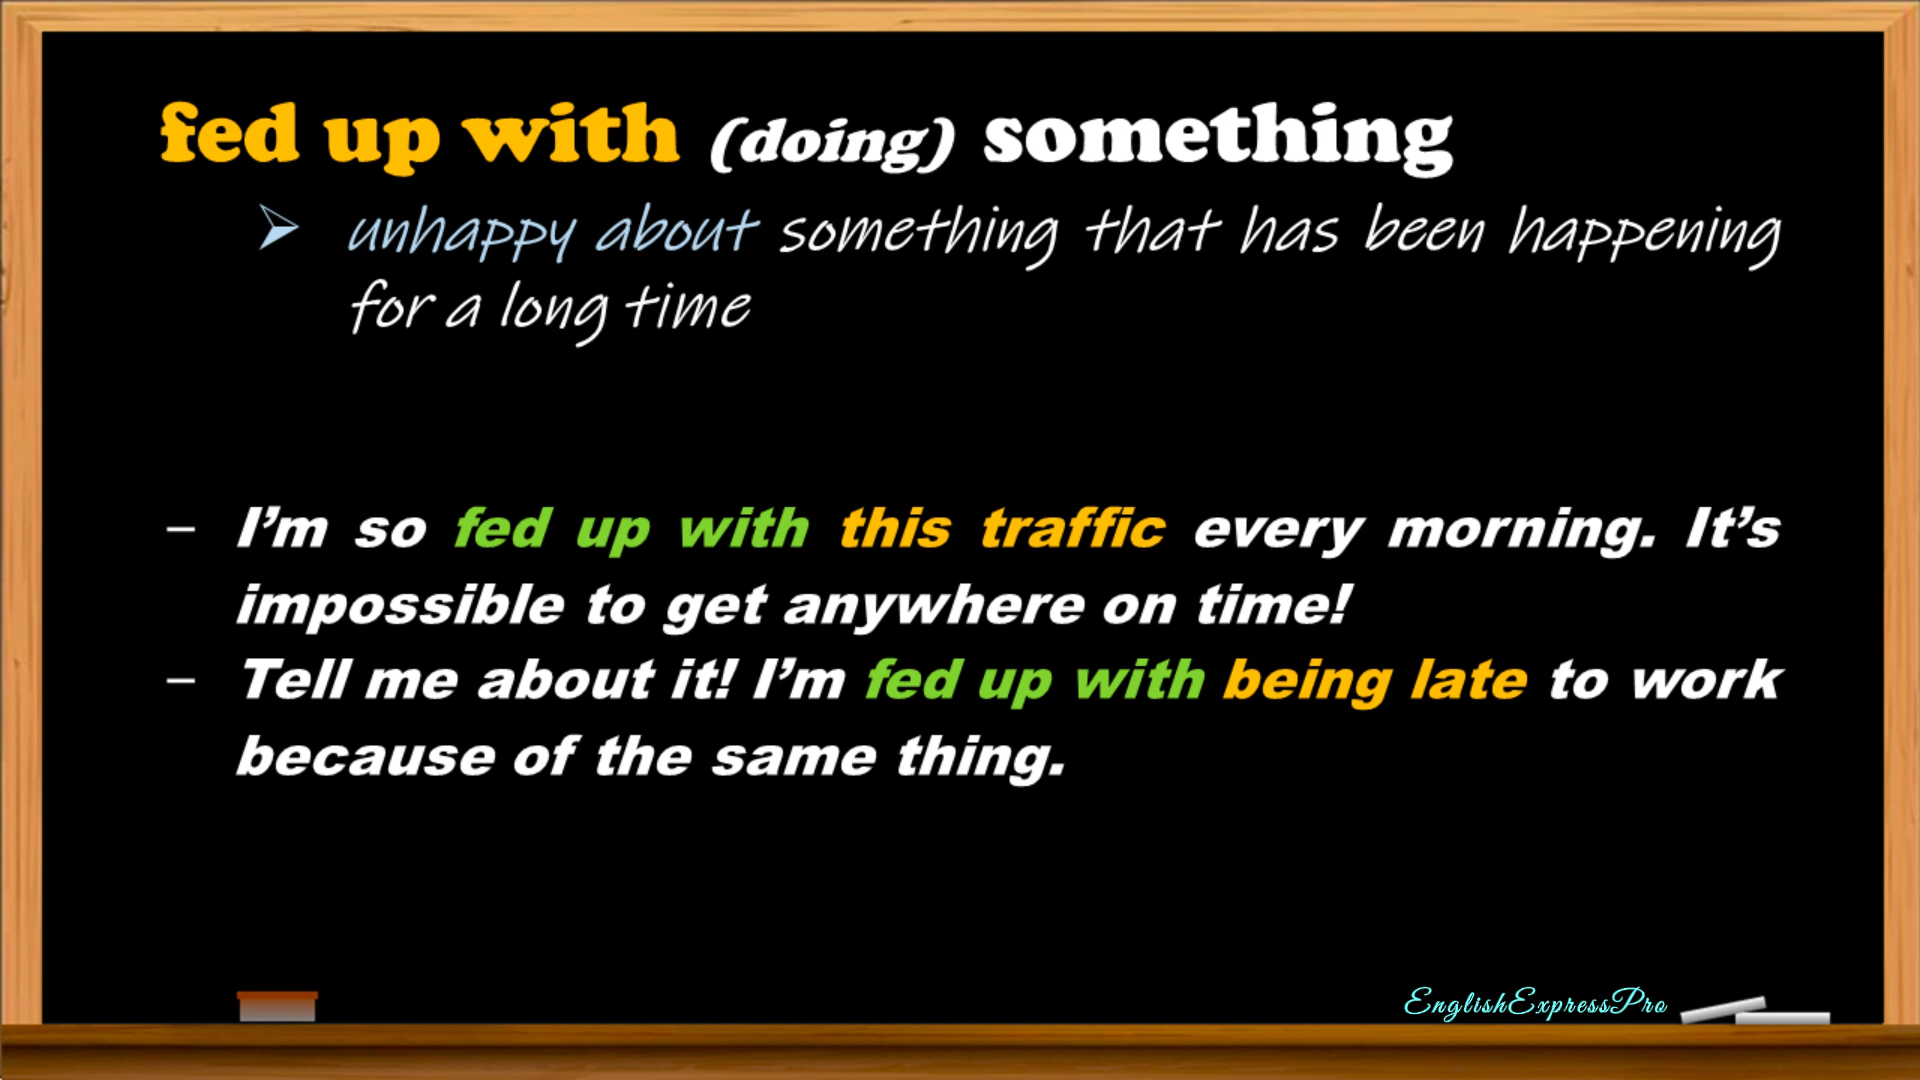 fed up with (doing) something
➢ unhappy about something that has been happening
for a long time
– I’m so fed up with this traffic every morning. It’s
impossible to get anywhere on time!
– Tell me about it! I’m fed up with being late to work
because of the same thing.
EnglishExpressPro